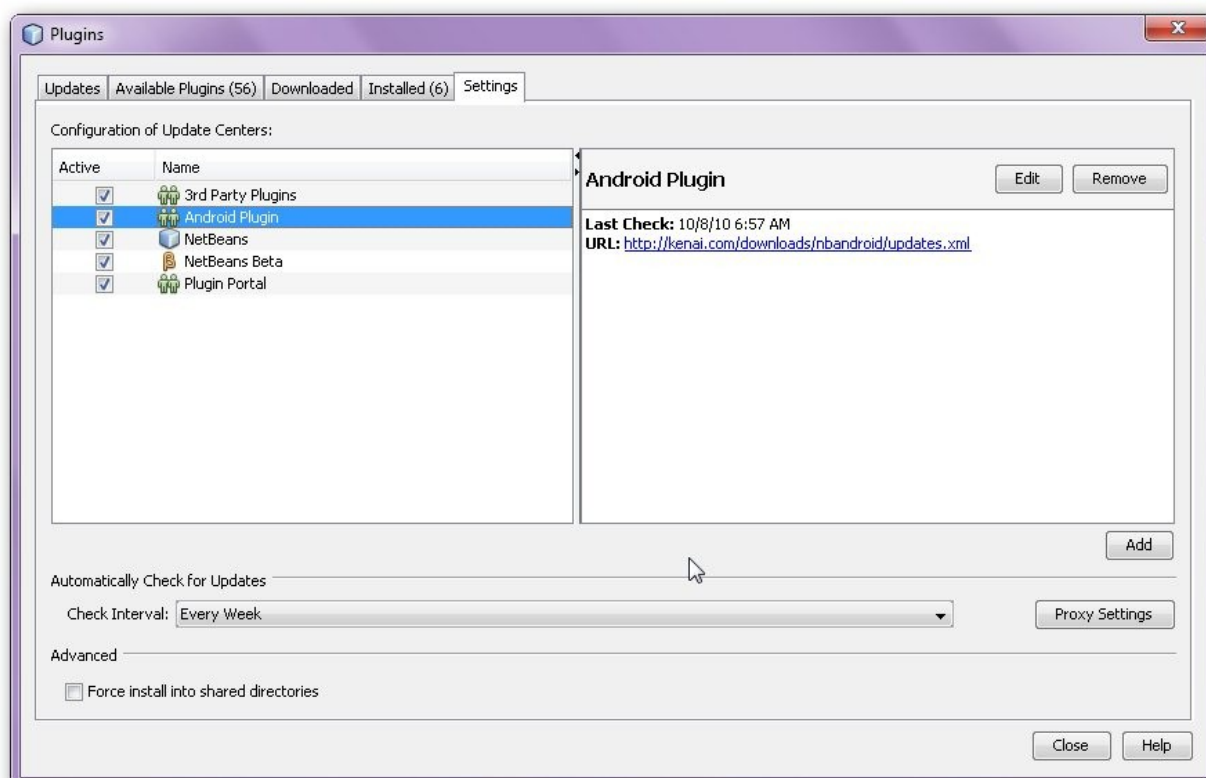 Plugins
Updates Available Plugins (56) Downloaded Installed (6) Settings
Configuration of Update Centers:
Active Name
3rd Party Plugins
Android Plugin
NetBeans
NetBeans Beta
Plugin Portal
Android Plugin Edit Remove
Last Check: 10/8/10 6:57 AM
URL: http://kenai.com/downloads/nbandroid/updates.xml
Add
Automatically Check for Updates
Check Interval: Every Week Proxy Settings
Advanced
Force install into shared directories
Close Help